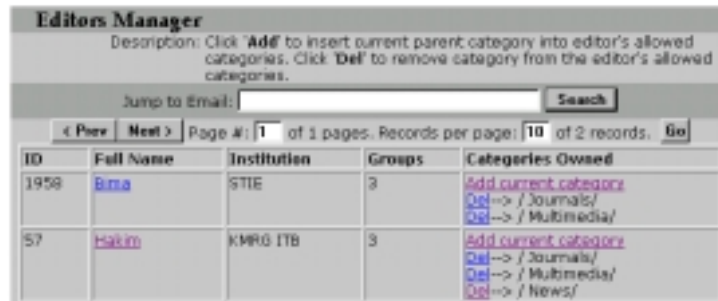 Editors Manager
Description: Click 'Add' to insert current parent category into editor's allowed
categories. Click 'Del' to remove category from the editor's allowed
categories.
Jump to Email: Search
< Prev Next > Page #: 1 of 1 pages. Records per page: 10 of 2 records. Go
ID Full Name Institution Groups Categories Owned
1958 Bima STIE 3 Add current category
Del--> / Journals/
Del--> / Multimedia/
57 Hakim KMRG ITB 3 Add current category
Del--> / Journals/
Del--> / Multimedia/
Del--> / News/